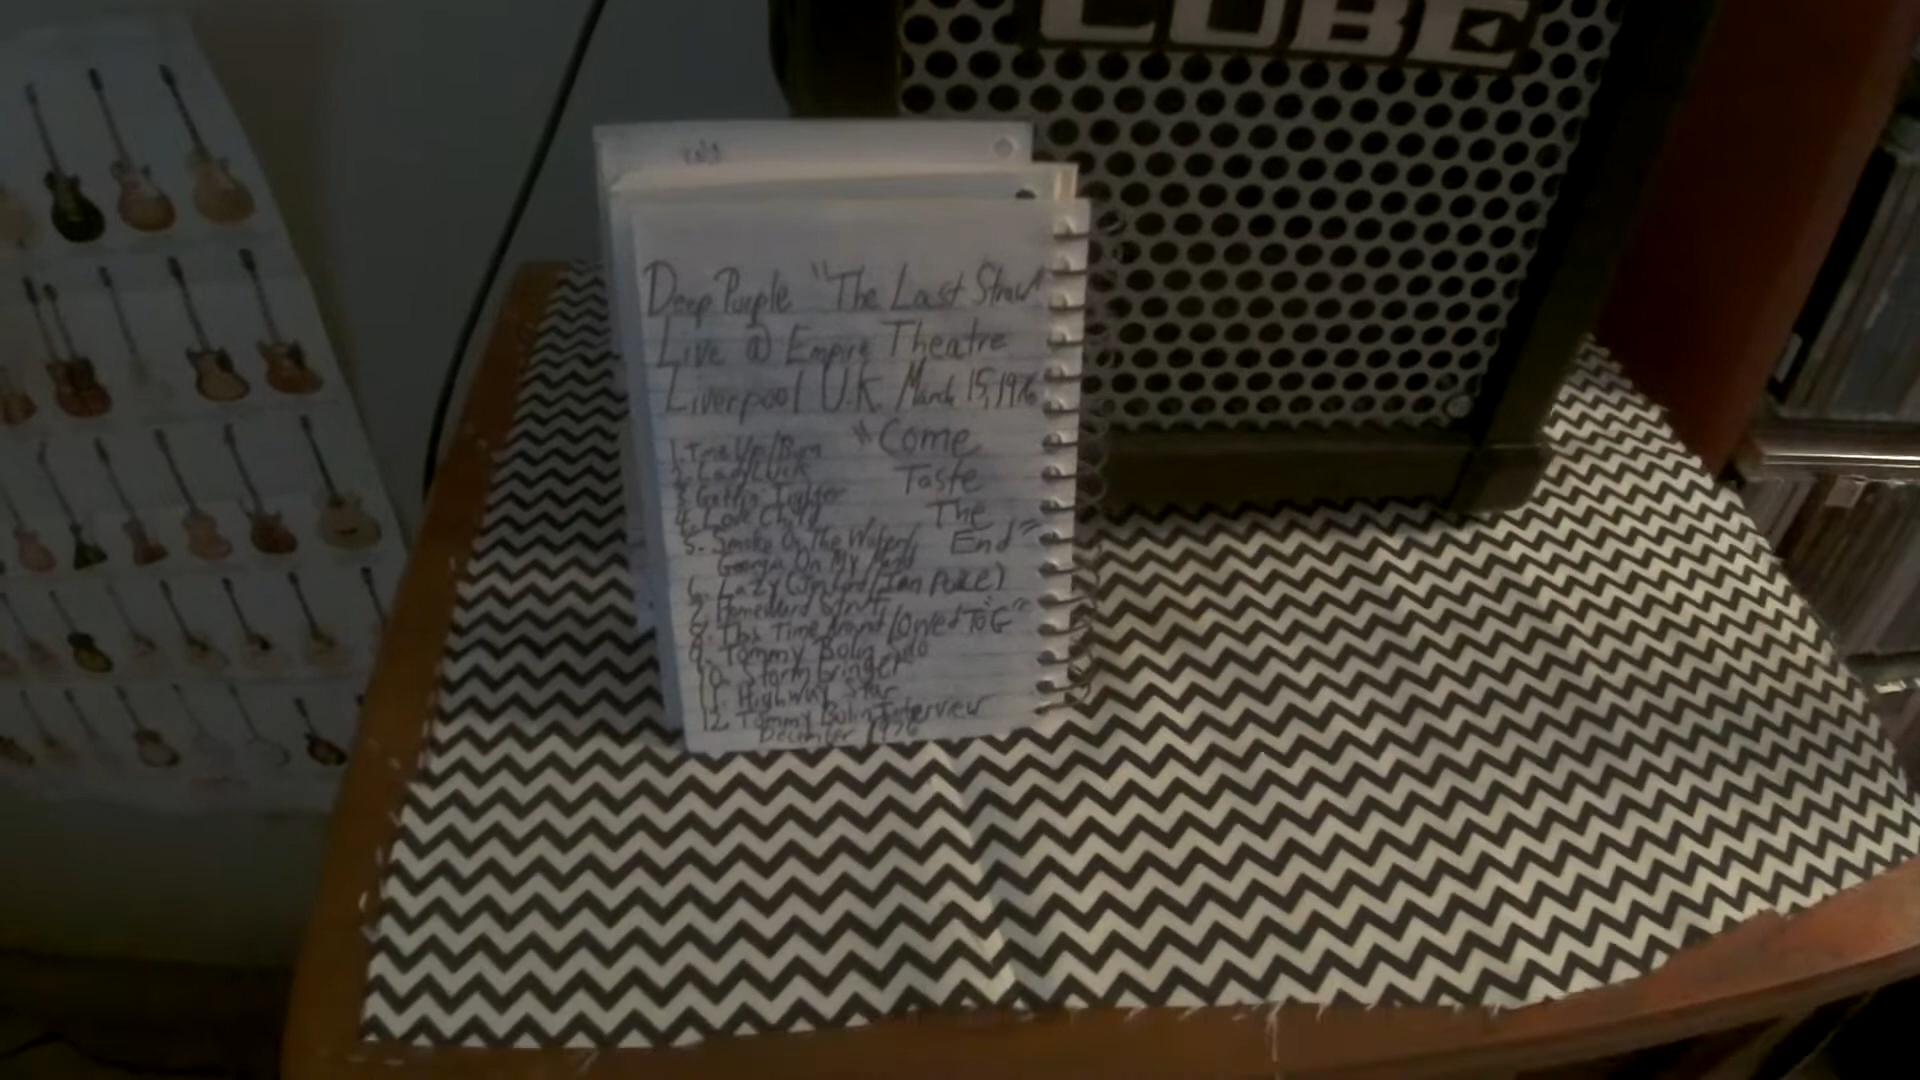 CUBE
Deep Purple "The Last Straw"
Live @ Empire Theatre
Liverpool U.K. March 15, 1976
"Come
Taste
The
End"
1. Tune Up/Burn
2. Lady Luck
3. Gettin Tighter
4. Love Child
5. Smoke On The Water/
Georgia On My Mind
6. Lazy (Ian Paice)
7. Homeward Strut
8. This Time Around/Owed To "G"
9. Tommy Bolin Solo
10. Stormbringer
11. Highway Star
12. Tommy Bolin Interview
December 1976